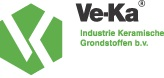 Ve-Ka®
Industrie Keramische
Grondstoffen b.v.